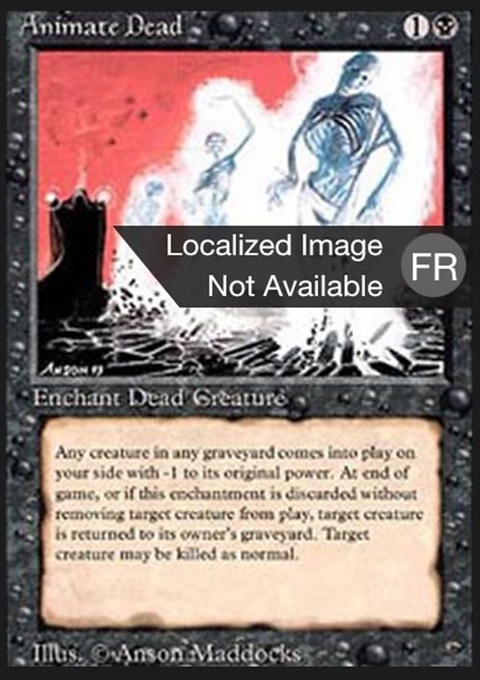 Animate Dead 1
Localized Image
Not Available
FR
ANSON 93
Enchant Dead Creature
Any creature in any graveyard comes into play on
your side with -1 to its original power. At end of
game, or if this enchantment is discarded without
removing target creature from play, target creature
is returned to its owner's graveyard. Target
creature may be killed as normal.
Illus. © Anson Maddocks